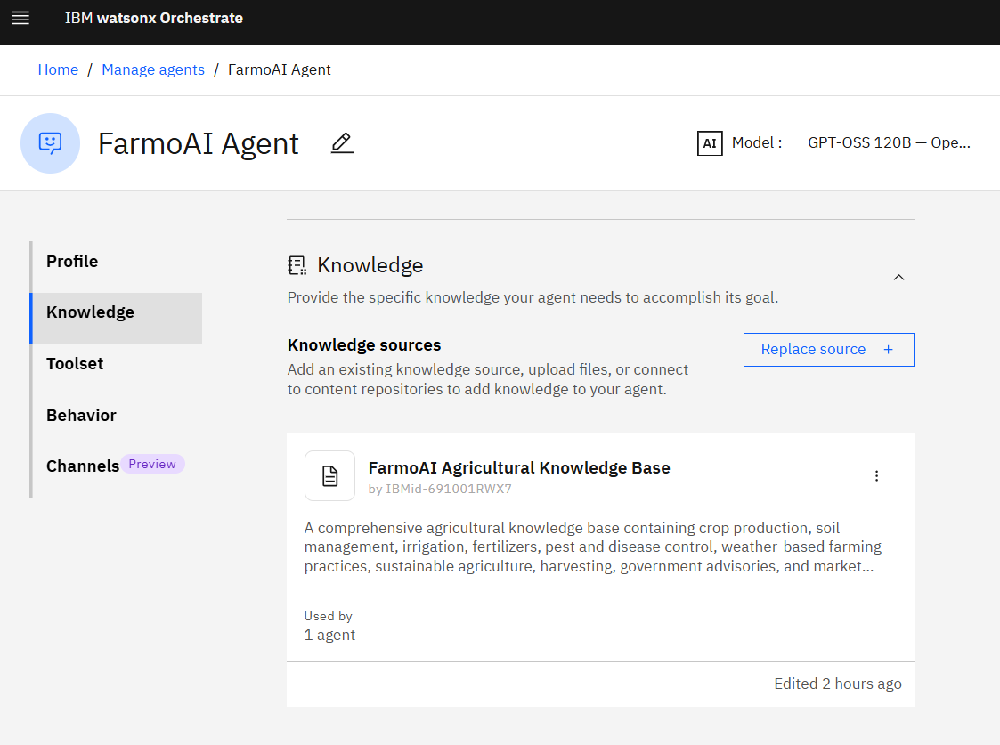 IBM watsonx Orchestrate
Home / Manage agents / FarmoAI Agent
FarmoAI Agent
AI Model : GPT-OSS 120B — Ope...
Profile
Knowledge
Toolset
Behavior
Channels Preview
Knowledge
Provide the specific knowledge your agent needs to accomplish its goal.
Knowledge sources
Add an existing knowledge source, upload files, or connect
to content repositories to add knowledge to your agent.
Replace source +
FarmoAI Agricultural Knowledge Base
by IBMid-691001RWX7
A comprehensive agricultural knowledge base containing crop production, soil
management, irrigation, fertilizers, pest and disease control, weather-based farming
practices, sustainable agriculture, harvesting, government advisories, and market...
Used by
1 agent
Edited 2 hours ago